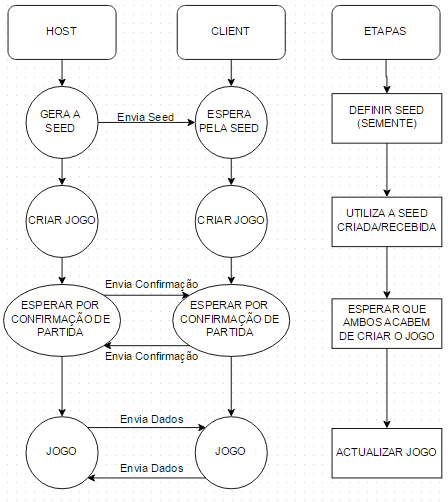 HOST
CLIENT
ETAPAS
GERA A
SEED
Envia Seed
ESPERA
PELA SEED
DEFINIR SEED
(SEMENTE)
CRIAR JOGO
CRIAR JOGO
UTILIZA A SEED
CRIADA/RECEBIDA
Envia Confirmação
ESPERAR POR
CONFIRMAÇÃO DE
PARTIDA
ESPERAR POR
CONFIRMAÇÃO DE
PARTIDA
Envia Confirmação
ESPERAR QUE
AMBOS ACABEM
DE CRIAR O JOGO
Envia Dados
JOGO
JOGO
Envia Dados
ACTUALIZAR JOGO